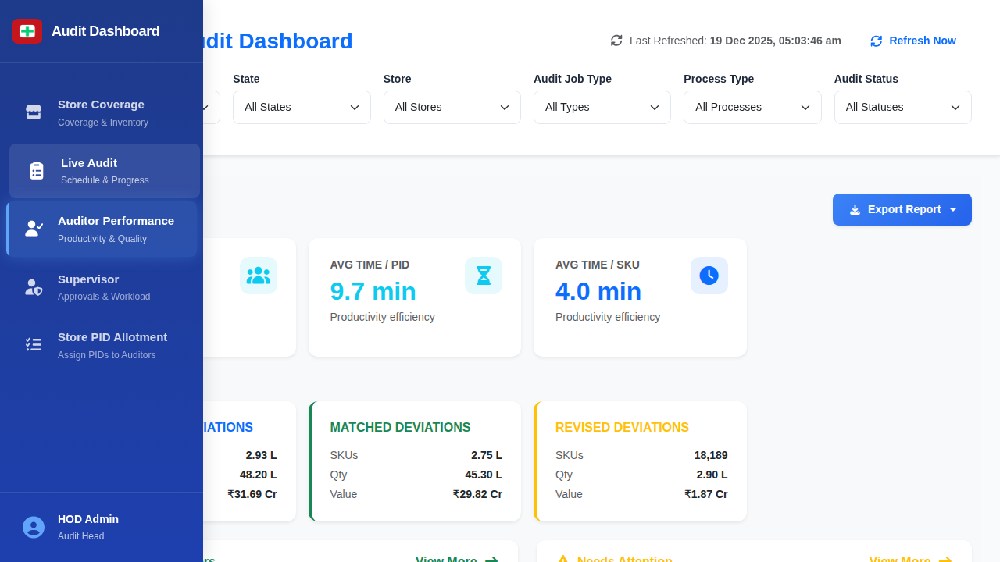 Audit Dashboard
Store Coverage
Coverage & Inventory
Live Audit
Schedule & Progress
Auditor Performance
Productivity & Quality
Supervisor
Approvals & Workload
Store PID Allotment
Assign PIDs to Auditors
HOD Admin
Audit Head
udit Dashboard
Last Refreshed: 19 Dec 2025, 05:03:46 am
Refresh Now
State
Store
Audit Job Type
Process Type
Audit Status
All States
All Stores
All Types
All Processes
All Statuses
Export Report
AVG TIME / PID
9.7 min
Productivity efficiency
AVG TIME / SKU
4.0 min
Productivity efficiency
IATIONS
2.93 L
48.20 L
₹31.69 Cr
MATCHED DEVIATIONS
SKUs 2.75 L
Qty 45.30 L
Value ₹29.82 Cr
REVISED DEVIATIONS
SKUs 18,189
Qty 2.90 L
Value ₹1.87 Cr
rs
View More
Needs Attention
View More